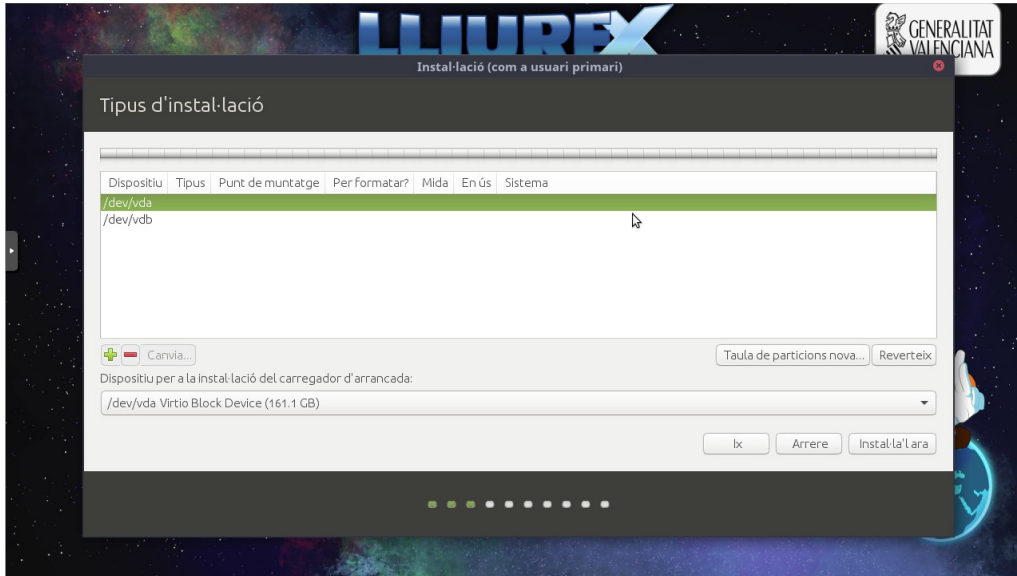 LLIUREX
GENERALITAT
VALENCIANA
Instal·lació (com a usuari primari)
Tipus d'instal·lació
Dispositiu Tipus Punt de muntatge Per formatar? Mida En ús Sistema
/dev/vda
/dev/vdb
Canvia...
Taula de particions nova... Reverteix
Dispositiu per a la instal·lació del carregador d'arrancada:
/dev/vda Virtio Block Device (161.1 GB)
Ix Arrere Instal·la'l ara